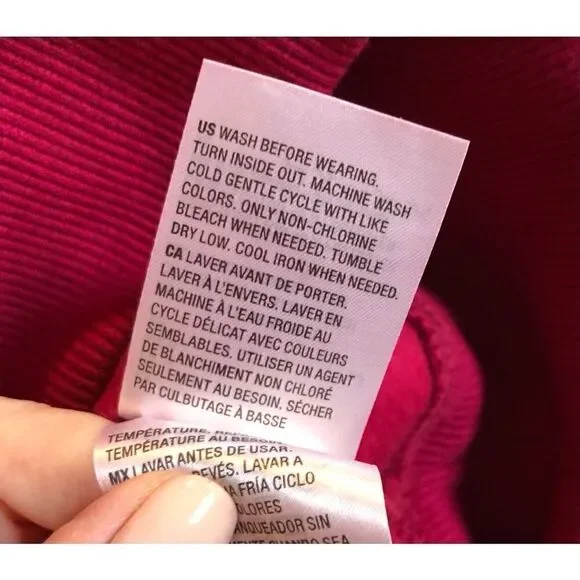 US WASH BEFORE WEARING.
TURN INSIDE OUT. MACHINE WASH
COLD GENTLE CYCLE WITH LIKE
COLORS. ONLY NON-CHLORINE
BLEACH WHEN NEEDED. TUMBLE
DRY LOW. COOL IRON WHEN NEEDED.
CA LAVER AVANT DE PORTER.
LAVER À L'ENVERS. LAVER EN
MACHINE À L'EAU FROIDE AU
CYCLE DÉLICAT AVEC COULEURS
SEMBLABLES. UTILISER UN AGENT
DE BLANCHIMENT NON CHLORÉ
SEULEMENT AU BESOIN. SÉCHER
PAR CULBUTAGE À BASSE
TEMPÉRATURE.
TEMPÉRATURE AU BESOIN.
MX LAVAR ANTES DE USAR.
LAVAR A
FRÍA CICLO
SIN
CUANDO SEA